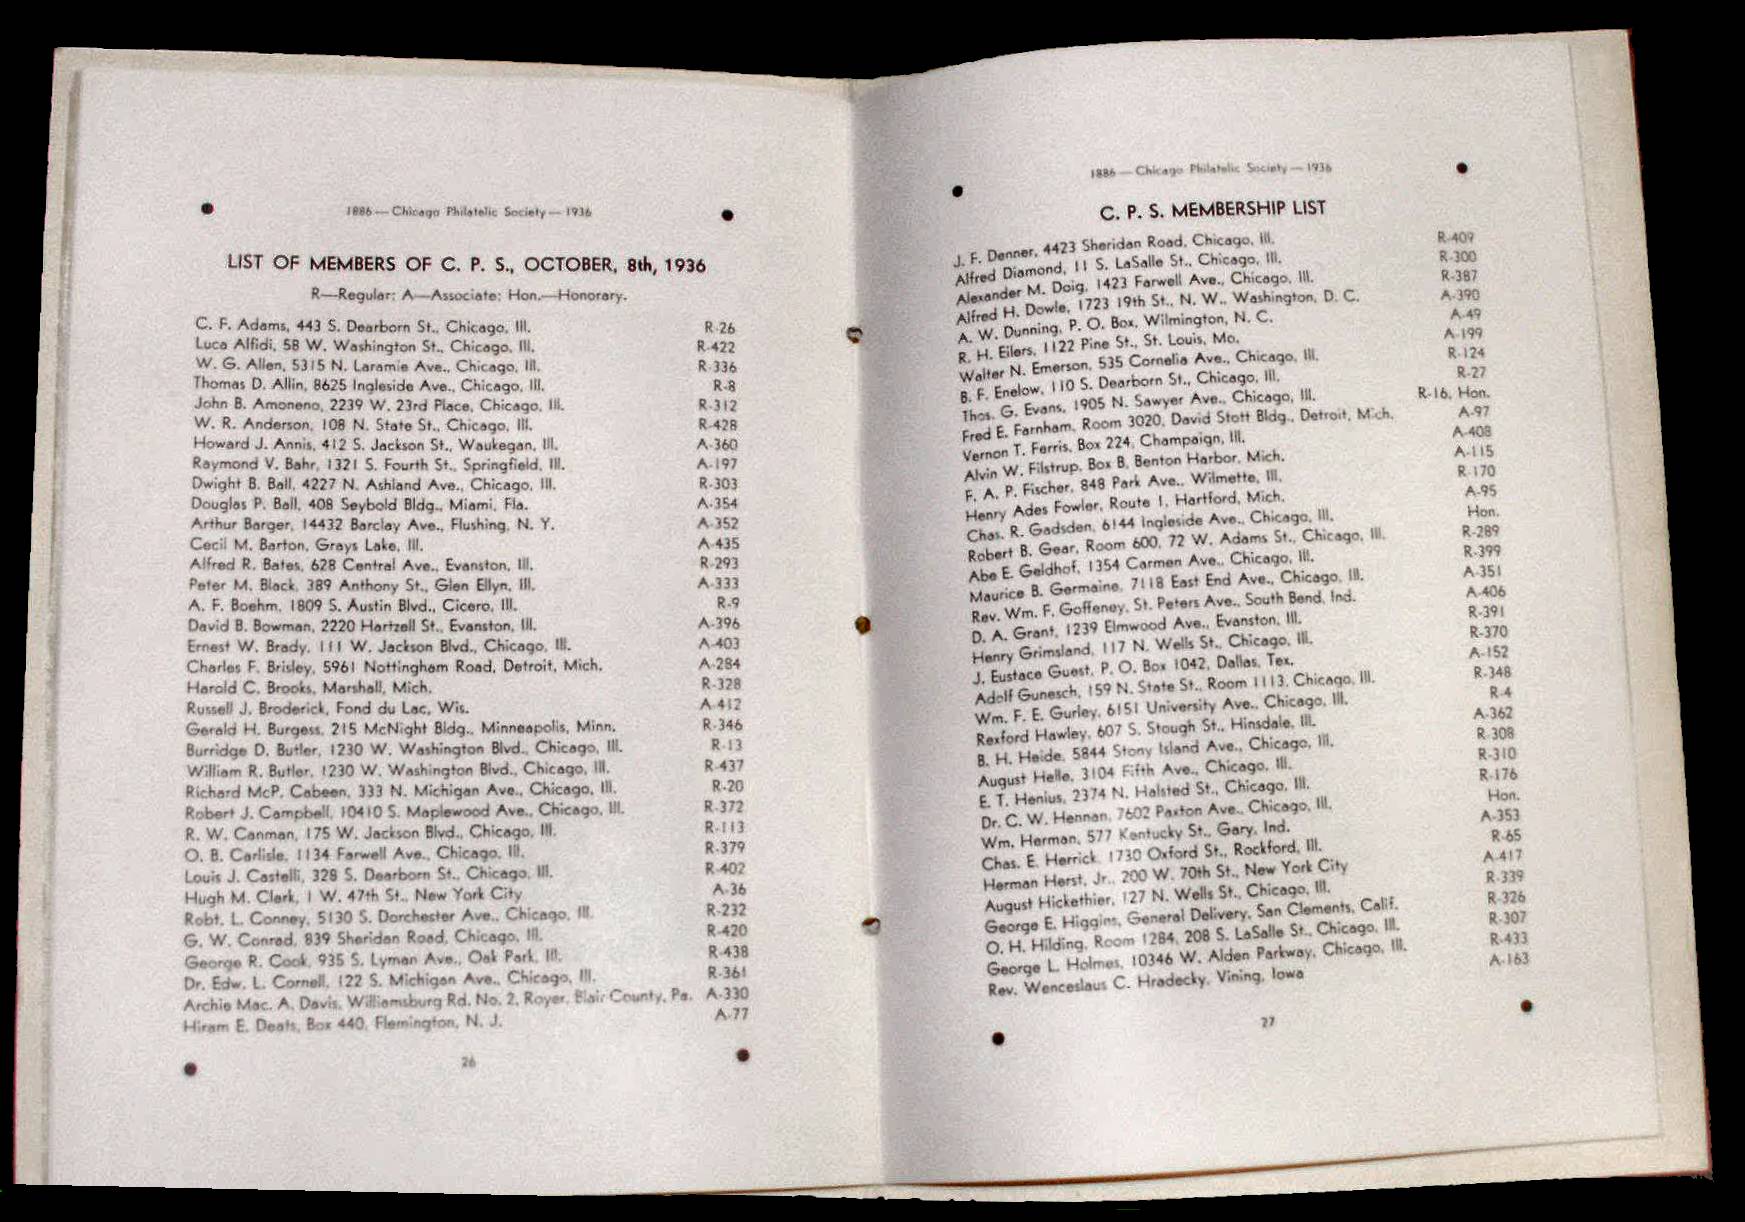 1886 — Chicago Philatelic Society — 1936
LIST OF MEMBERS OF C. P. S., OCTOBER, 8th, 1936
R—Regular; A—Associate; Hon.—Honorary.
C. F. Adams, 443 S. Dearborn St., Chicago, Ill. R-26
Luca Alfidi, 58 W. Washington St., Chicago, Ill. R-422
W. G. Allen, 5315 N. Laramie Ave., Chicago, Ill. R-336
Thomas D. Allin, 8625 Ingleside Ave., Chicago, Ill. R-8
John B. Amoneno, 2239 W. 23rd Place, Chicago, Ill. R-312
W. R. Anderson, 108 N. State St., Chicago, Ill. R-428
Howard J. Annis, 412 S. Jackson St., Waukegan, Ill. A-360
Raymond V. Bahr, 1321 S. Fourth St., Springfield, Ill. A-197
Dwight B. Ball, 4227 N. Ashland Ave., Chicago, Ill. R-303
Douglas P. Ball, 408 Seybold Bldg., Miami, Fla. A-354
Arthur Barger, 14432 Barclay Ave., Flushing, N. Y. A-352
Cecil M. Barton, Grays Lake, Ill. A-435
Alfred R. Bates, 628 Central Ave., Evanston, Ill. R-293
Peter M. Black, 389 Anthony St., Glen Ellyn, Ill. A-333
A. F. Boehm, 1809 S. Austin Blvd., Cicero, Ill. R-9
David B. Bowman, 2220 Hartzell St., Evanston, Ill. A-396
Ernest W. Brady, 111 W. Jackson Blvd., Chicago, Ill. A-403
Charles F. Brisley, 5961 Nottingham Road, Detroit, Mich. A-284
Harold C. Brooks, Marshall, Mich. R-328
Russell J. Broderick, Fond du Lac, Wis. A-412
Gerald H. Burgess, 215 McNight Bldg., Minneapolis, Minn. R-346
Burridge D. Butler, 1230 W. Washington Blvd., Chicago, Ill. R-13
William R. Butler, 1230 W. Washington Blvd., Chicago, Ill. R-437
Richard McP. Cabeen, 333 N. Michigan Ave., Chicago, Ill. R-20
Robert J. Campbell, 10410 S. Maplewood Ave., Chicago, Ill. R-372
R. W. Canman, 175 W. Jackson Blvd., Chicago, Ill. R-113
O. B. Carlisle, 1134 Farwell Ave., Chicago, Ill. R-379
Louis J. Castelli, 328 S. Dearborn St., Chicago, Ill. R-402
Hugh M. Clark, 1 W. 47th St., New York City A-36
Robt. L. Conney, 5130 S. Dorchester Ave., Chicago, Ill. R-232
G. W. Conrad, 839 Sheridan Road, Chicago, Ill. R-420
George R. Cook, 935 S. Lyman Ave., Oak Park, Ill. R-438
Dr. Edw. L. Cornell, 122 S. Michigan Ave., Chicago, Ill. R-361
Archie Mac. A. Davis, Williamsburg Rd. No. 2, Royer, Blair County, Pa. A-330
Hiram E. Deats, Box 440, Flemington, N. J. A-77
26
1886 — Chicago Philatelic Society — 1936
C. P. S. MEMBERSHIP LIST
J. F. Denner, 4423 Sheridan Road, Chicago, Ill. R-409
Alfred Diamond, 11 S. LaSalle St., Chicago, Ill. R-300
Alexander M. Doig, 1423 Farwell Ave., Chicago, Ill. R-387
Alfred H. Dowle, 1723 19th St., N. W., Washington, D. C. A-390
A. W. Dunning, P. O. Box, Wilmington, N. C. A-49
R. H. Eilers, 1122 Pine St., St. Louis, Mo. A-199
Walter N. Emerson, 535 Cornelia Ave., Chicago, Ill. R-124
B. F. Enelow, 110 S. Dearborn St., Chicago, Ill. R-27
Thos. G. Evans, 1905 N. Sawyer Ave., Chicago, Ill. R-16, Hon.
Fred E. Farnham, Room 3020, David Stott Bldg., Detroit, Mich. A-97
Vernon T. Ferris, Box 224, Champaign, Ill. A-408
Alvin W. Filstrup, Box B, Benton Harbor, Mich. A-115
F. A. P. Fischer, 848 Park Ave., Wilmette, Ill. R-170
Henry Ades Fowler, Route 1, Hartford, Mich. A-95
Chas. R. Gadsden, 6144 Ingleside Ave., Chicago, Ill. Hon.
Robert B. Gear, Room 600, 72 W. Adams St., Chicago, Ill. R-289
Abe E. Geldhof, 1354 Carmen Ave., Chicago, Ill. R-399
Maurice B. Germaine, 7118 East End Ave., Chicago, Ill. A-351
Rev. Wm. F. Goffeney, St. Peters Ave., South Bend, Ind. A-406
D. A. Grant, 1239 Elmwood Ave., Evanston, Ill. R-391
Henry Grimsland, 117 N. Wells St., Chicago, Ill. R-370
J. Eustace Guest, P. O. Box 1042, Dallas, Tex. A-152
Adolf Gunesch, 159 N. State St., Room 1113, Chicago, Ill. R-348
Wm. F. E. Gurley, 6151 University Ave., Chicago, Ill. R-4
Rexford Hawley, 607 S. Stough St., Hinsdale, Ill. A-362
B. H. Heide, 5844 Stony Island Ave., Chicago, Ill. R-308
August Helle, 3104 Fifth Ave., Chicago, Ill. R-310
E. T. Henius, 2374 N. Halsted St., Chicago, Ill. R-176
Dr. C. W. Hennan, 7602 Paxton Ave., Chicago, Ill. Hon.
Wm. Herman, 577 Kentucky St., Gary, Ind. A-353
Chas. E. Herrick, 1730 Oxford St., Rockford, Ill. R-65
Herman Herst, Jr., 200 W. 70th St., New York City A-417
August Hickethier, 127 N. Wells St., Chicago, Ill. R-339
George E. Higgins, General Delivery, San Clements, Calif. R-326
O. H. Hilding, Room 1284, 208 S. LaSalle St., Chicago, Ill. R-307
George L. Holmes, 10346 W. Alden Parkway, Chicago, Ill. R-433
Rev. Wenceslaus C. Hradecky, Vining, Iowa A-163
27